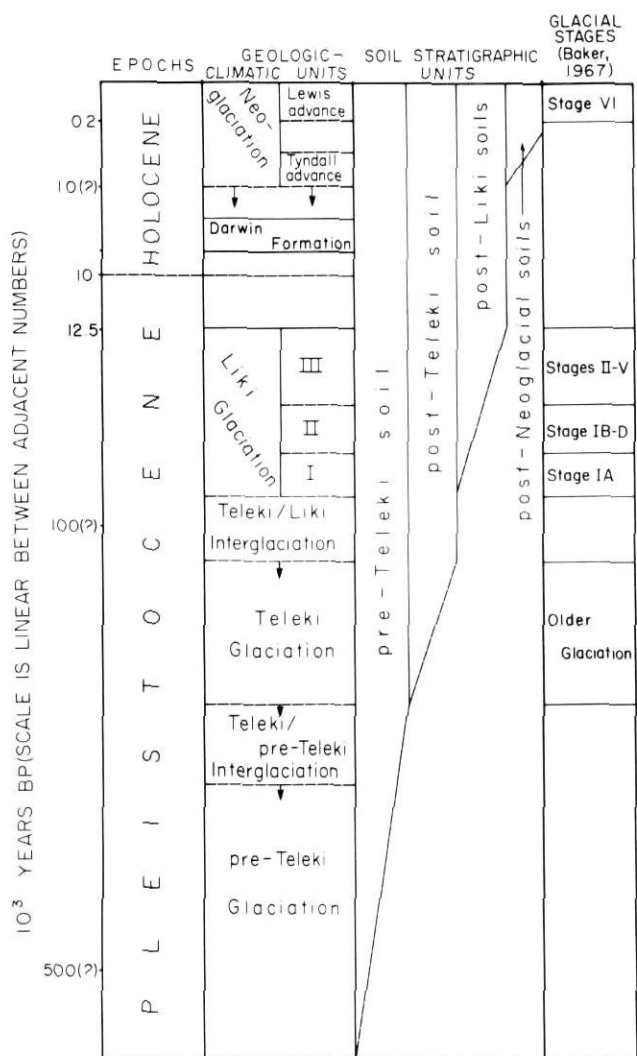 GLACIAL
STAGES
(Baker,
1967)
EPOCHS
GEOLOGIC-
CLIMATIC UNITS
SOIL STRATIGRAPHIC
UNITS
10³ YEARS BP(SCALE IS LINEAR BETWEEN ADJACENT NUMBERS)
0.2
1.0(?)
10
12.5
100(?)
500(?)
HOLOCENE
PLEISTOCENE
Neo-
glaciation
Lewis
advance
Tyndall
advance
Darwin
Formation
Liki
Glaciation
III
II
I
Teleki/Liki
Interglaciation
Teleki
Glaciation
Teleki/
pre-Teleki
Interglaciation
pre-Teleki
Glaciation
pre-Teleki soil
post-Teleki soil
post-Liki soils
post-Neoglacial soils
Stage VI
Stages II-V
Stage IB-D
Stage IA
Older
Glaciation